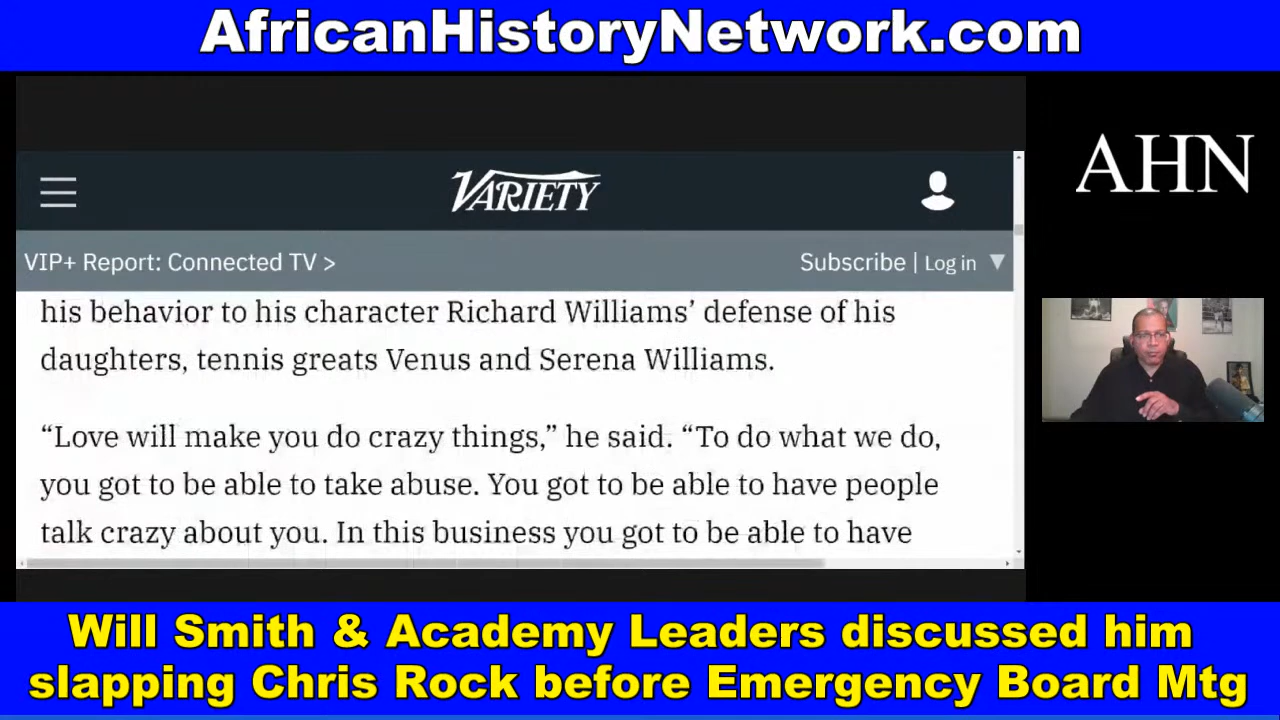 AfricanHistoryNetwork.com
AHN
VARIETY
VIP+ Report: Connected TV >
Subscribe | Log in ▼
his behavior to his character Richard Williams’ defense of his
daughters, tennis greats Venus and Serena Williams.
“Love will make you do crazy things,” he said. “To do what we do,
you got to be able to take abuse. You got to be able to have people
talk crazy about you. In this business you got to be able to have
Will Smith & Academy Leaders discussed him
slapping Chris Rock before Emergency Board Mtg